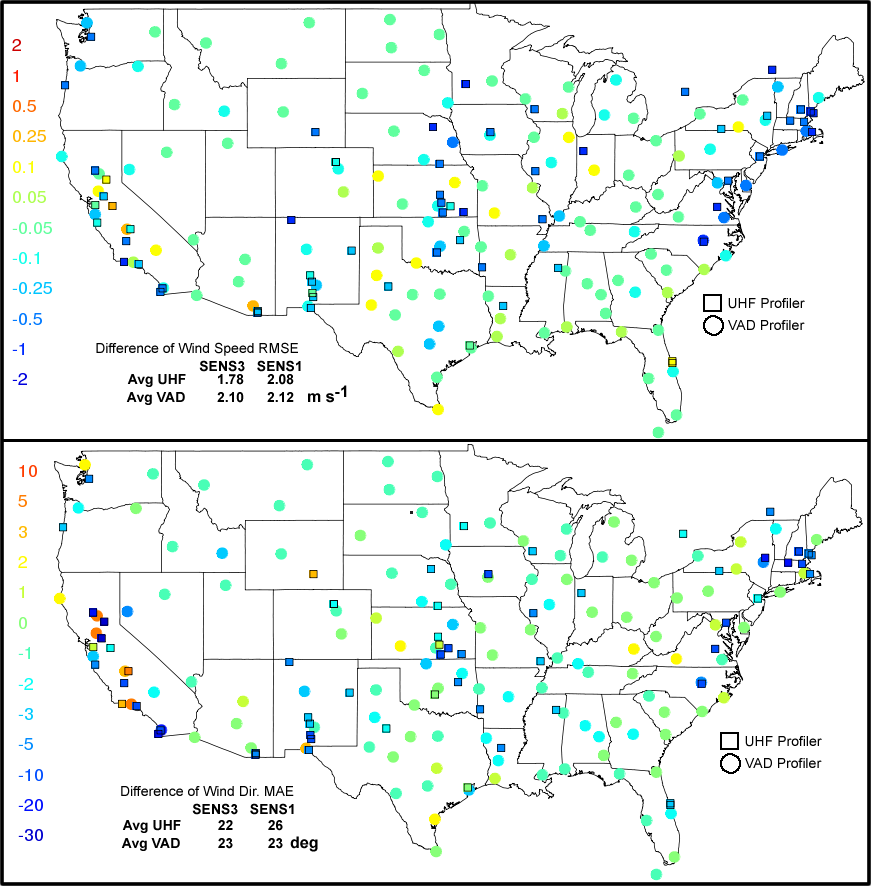 2
1
0.5
0.25
0.1
0.05
-0.05
-0.1
-0.25
-0.5
-1
-2
UHF Profiler
VAD Profiler
Difference of Wind Speed RMSE
SENS3 SENS1
Avg UHF 1.78 2.08
Avg VAD 2.10 2.12 m s-1
10
5
3
2
1
0
-1
-2
-3
-5
-10
-20
-30
UHF Profiler
VAD Profiler
Difference of Wind Dir. MAE
SENS3 SENS1
Avg UHF 22 26
Avg VAD 23 23 deg